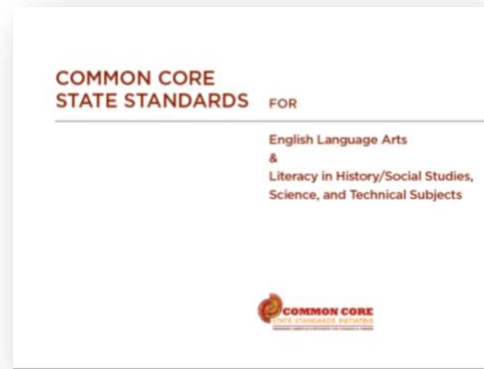 COMMON CORE
STATE STANDARDS FOR
English Language Arts
&
Literacy in History/Social Studies,
Science, and Technical Subjects
COMMON CORE
STATE STANDARDS INITIATIVE